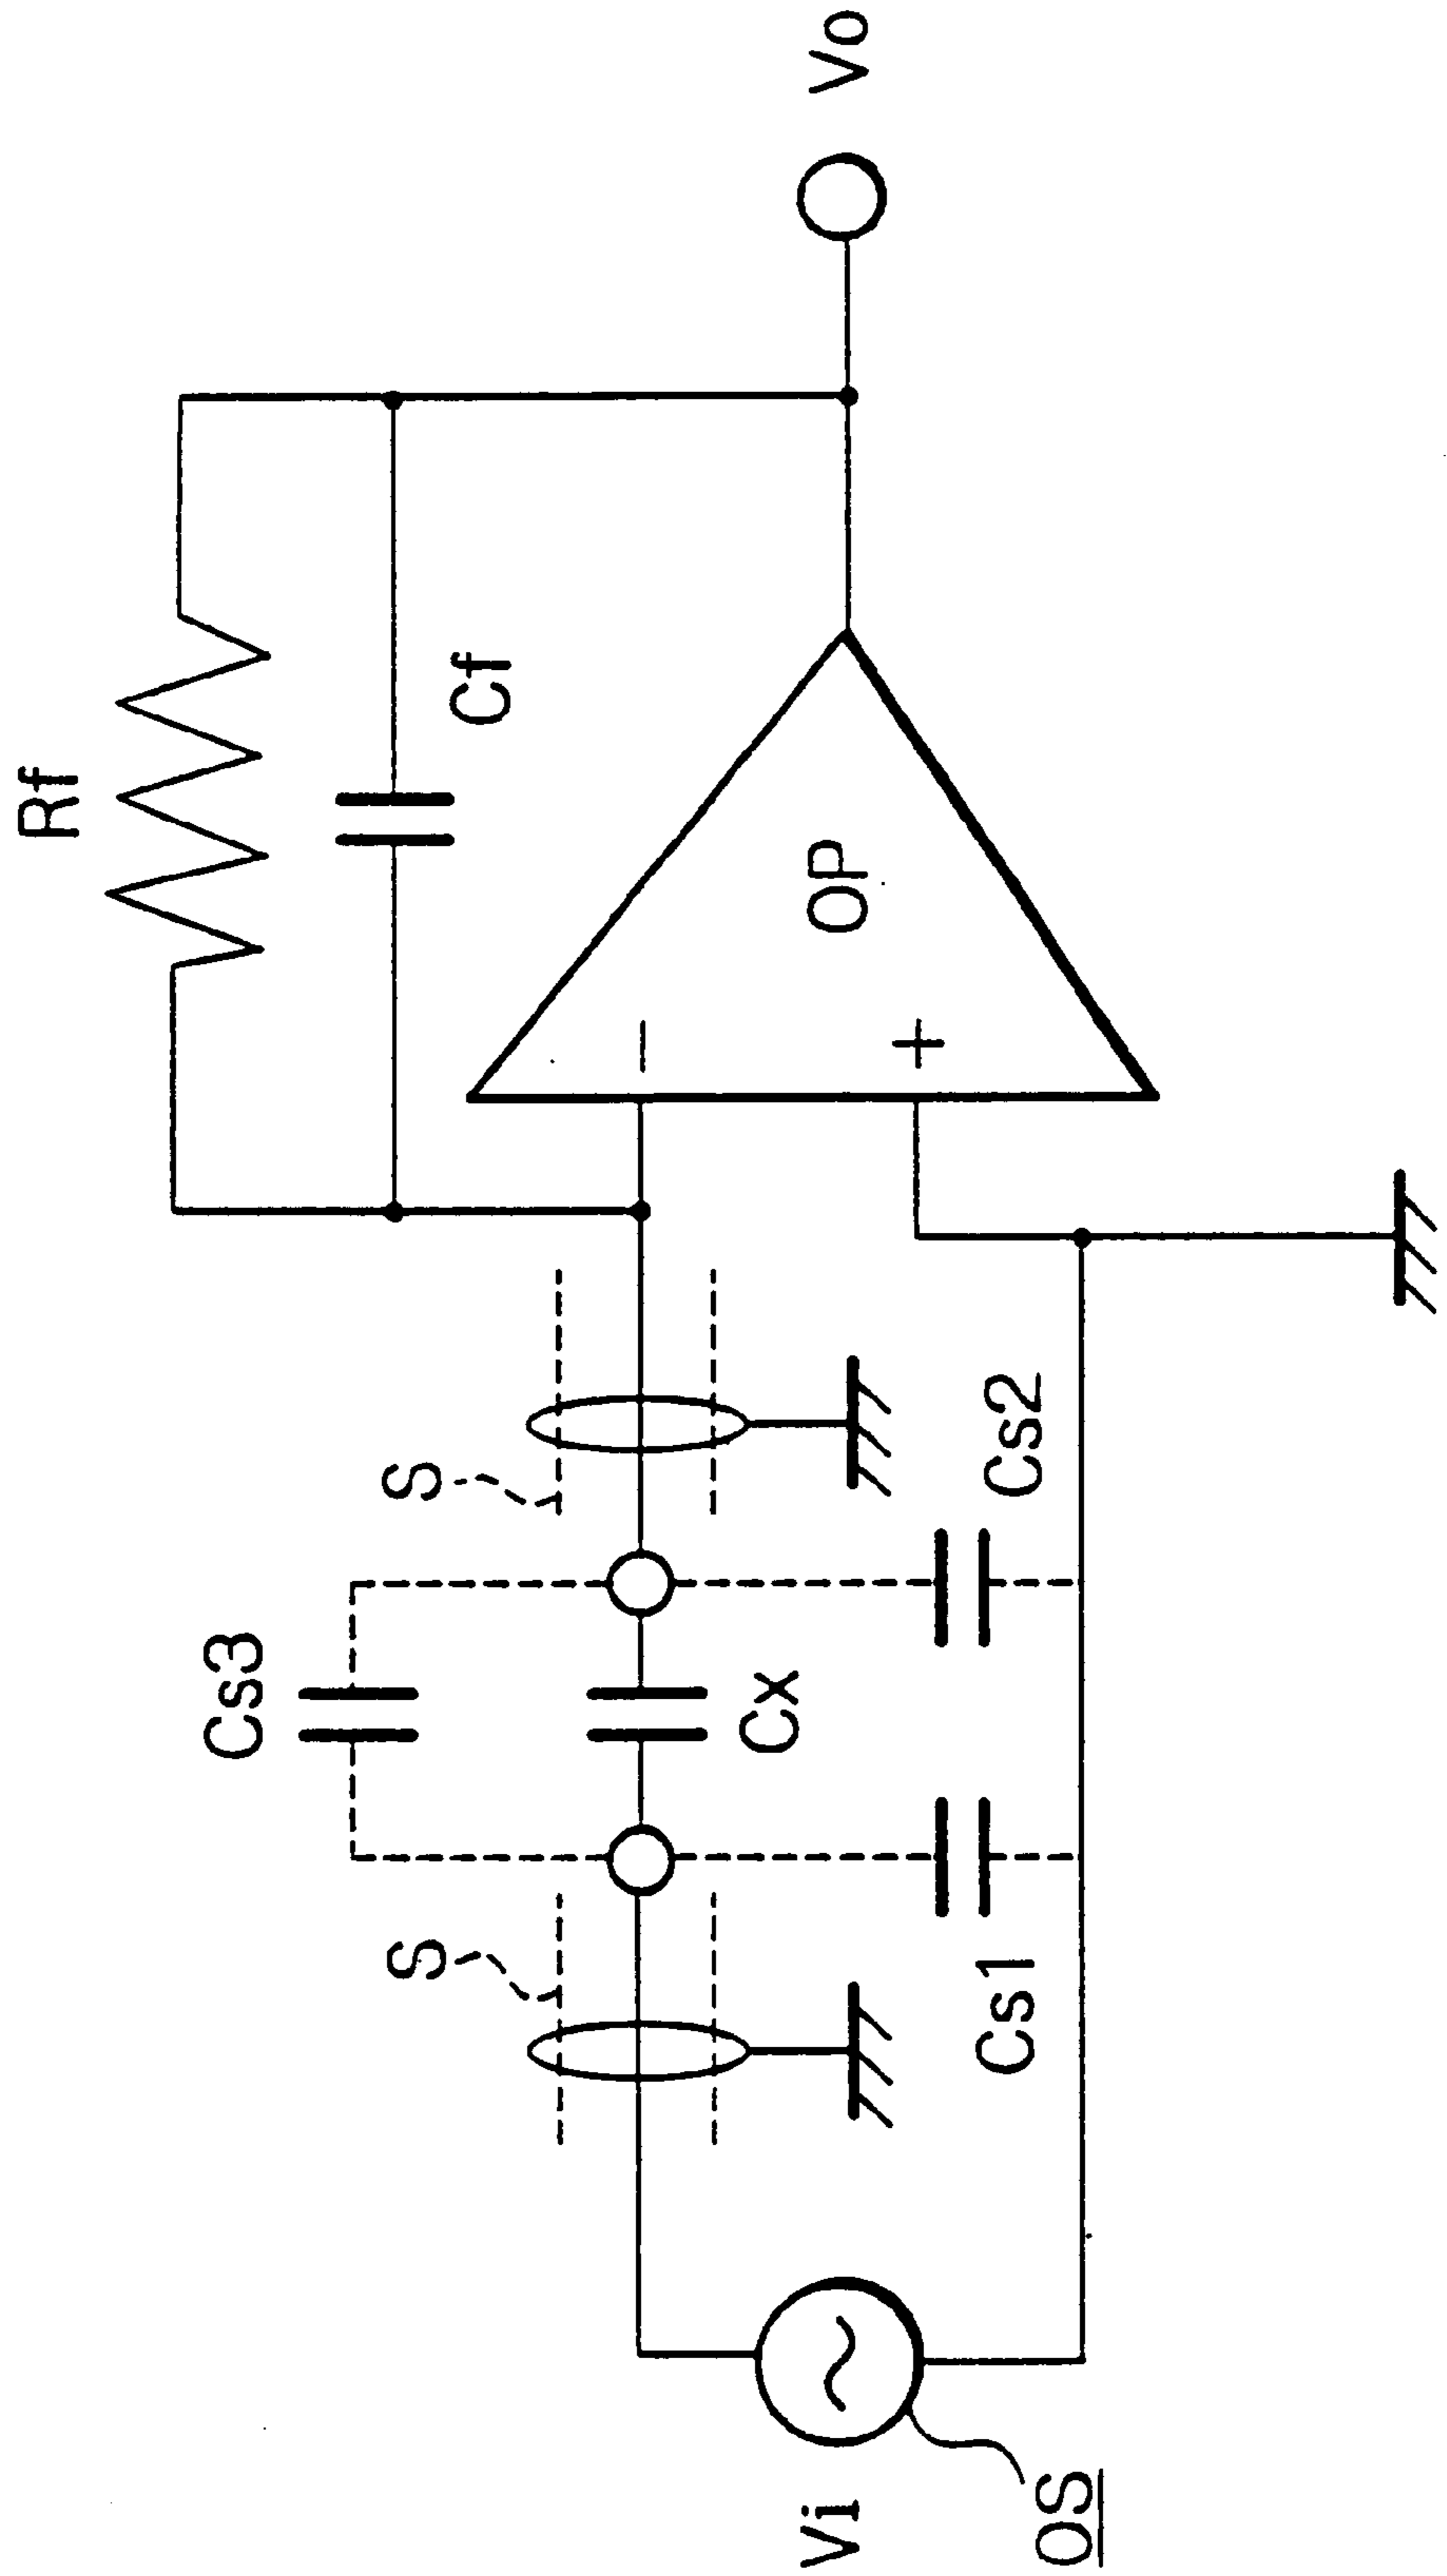 Rf
Cf
Cs3
S
S
Cx
−
OP
+
Vo
Vi
Cs1
Cs2
OS